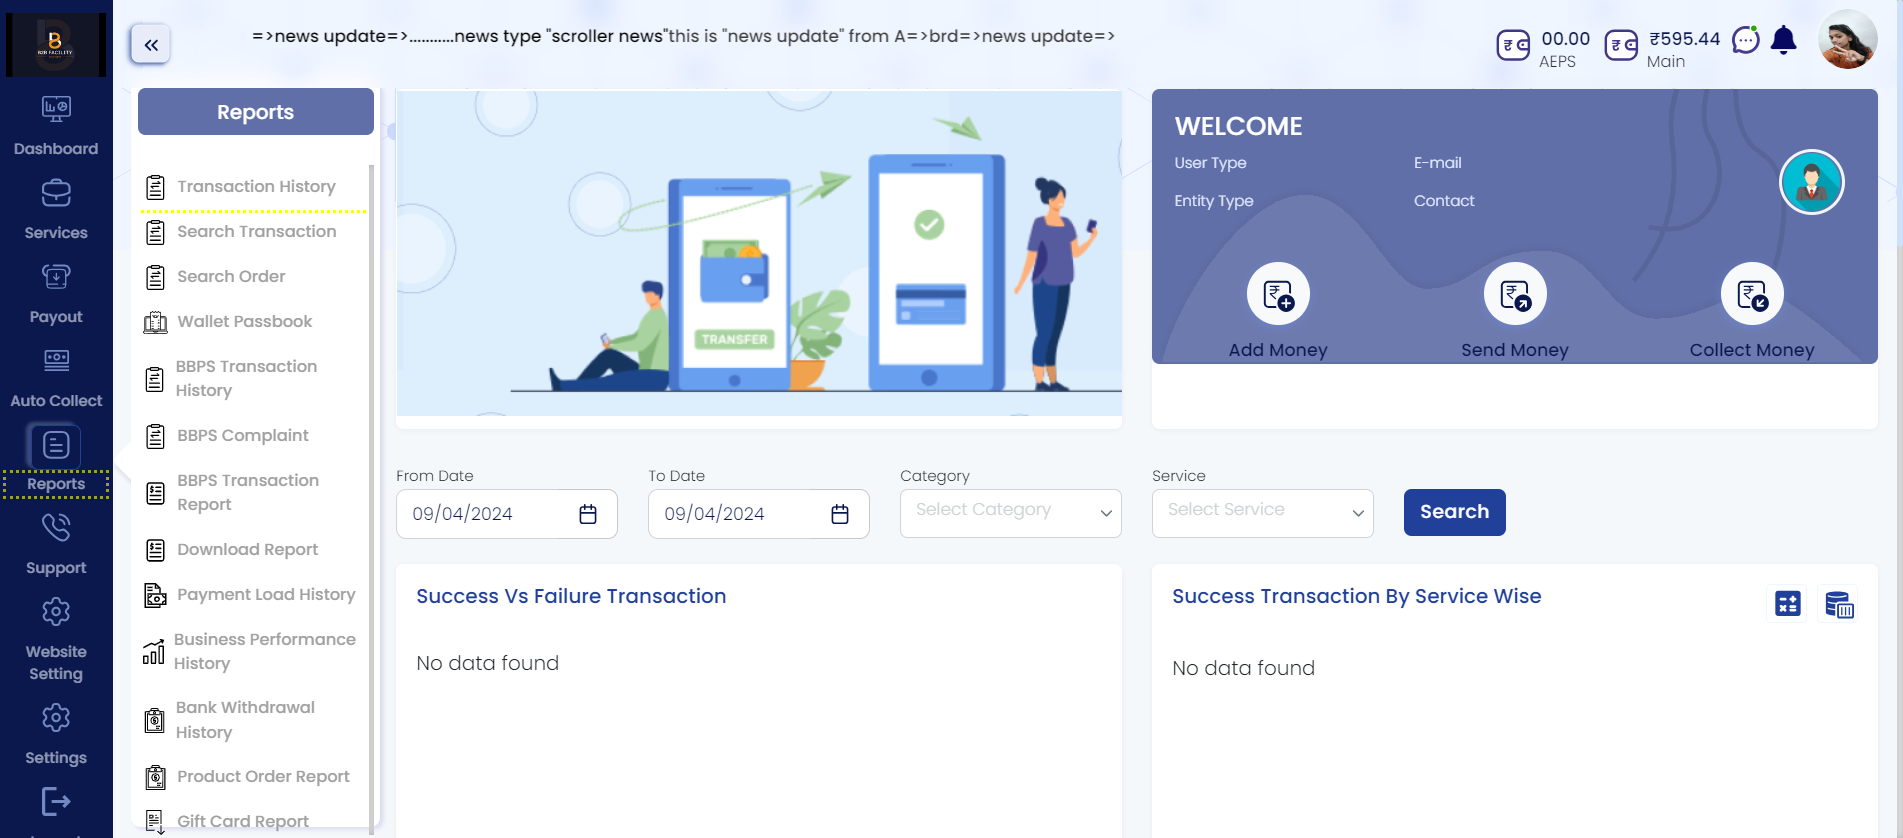 B2B FACILITY
=>news update=>...........news type "scroller news"this is "news update" from A=>brd=>news update=>
00.00
AEPS
₹595.44
Main
Dashboard
Services
Payout
Auto Collect
Reports
Support
Website
Setting
Settings
Reports
Transaction History
Search Transaction
Search Order
Wallet Passbook
BBPS Transaction
History
BBPS Complaint
BBPS Transaction
Report
Download Report
Payment Load History
Business Performance
History
Bank Withdrawal
History
Product Order Report
Gift Card Report
TRANSFER
WELCOME
User Type
E-mail
Entity Type
Contact
Add Money
Send Money
Collect Money
From Date
To Date
Category
Service
09/04/2024
09/04/2024
Select Category
Select Service
Search
Success Vs Failure Transaction
No data found
Success Transaction By Service Wise
No data found